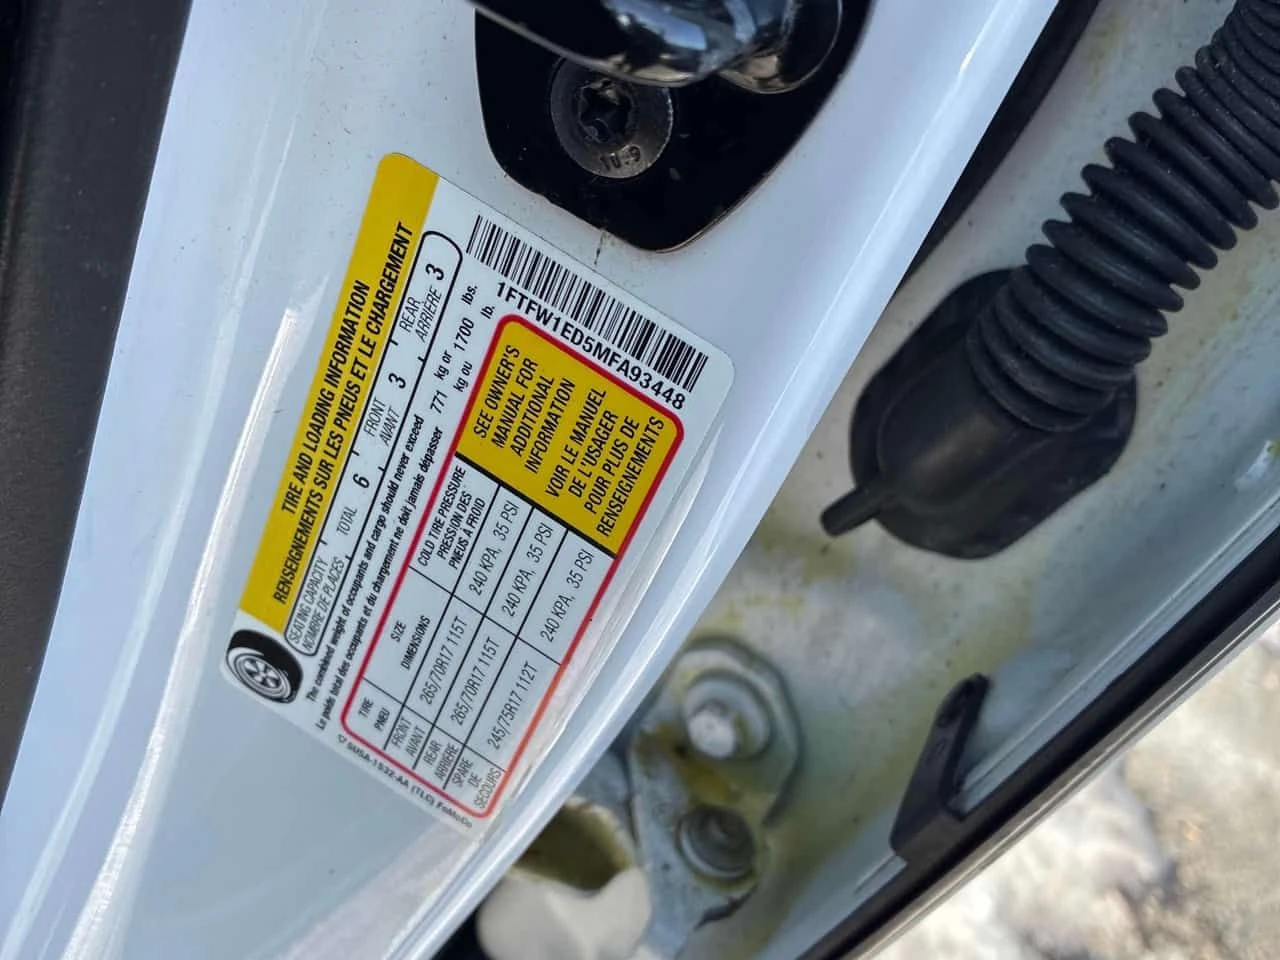 10.9
TIRE AND LOADING INFORMATION
RENSEIGNEMENTS SUR LES PNEUS ET LE CHARGEMENT
SEATING CAPACITY
NOMBRE DE PLACES
TOTAL 6
FRONT
AVANT
3
REAR
ARRIÈRE
3
The combined weight of occupants and cargo should never exceed 771 kg or 1700 lbs.
Le poids total des occupants et du chargement ne doit jamais dépasser kg ou lb.
1FTFW1ED5MFA93448
TIRE
PNEU
SIZE
DIMENSIONS
COLD TIRE PRESSURE
PRESSION DES
PNEUS A FROID
FRONT
AVANT
265/70R17 115T
240 KPA, 35 PSI
REAR
ARRIÈRE
265/70R17 115T
240 KPA, 35 PSI
SPARE
DE
SECOURS
245/75R17 112T
240 KPA, 35 PSI
SEE OWNER'S
MANUAL FOR
ADDITIONAL
INFORMATION
VOIR LE MANUEL
DE L'USAGER
POUR PLUS DE
RENSEIGNEMENTS
5U5A-1532-AA (TLC) FoMoCo